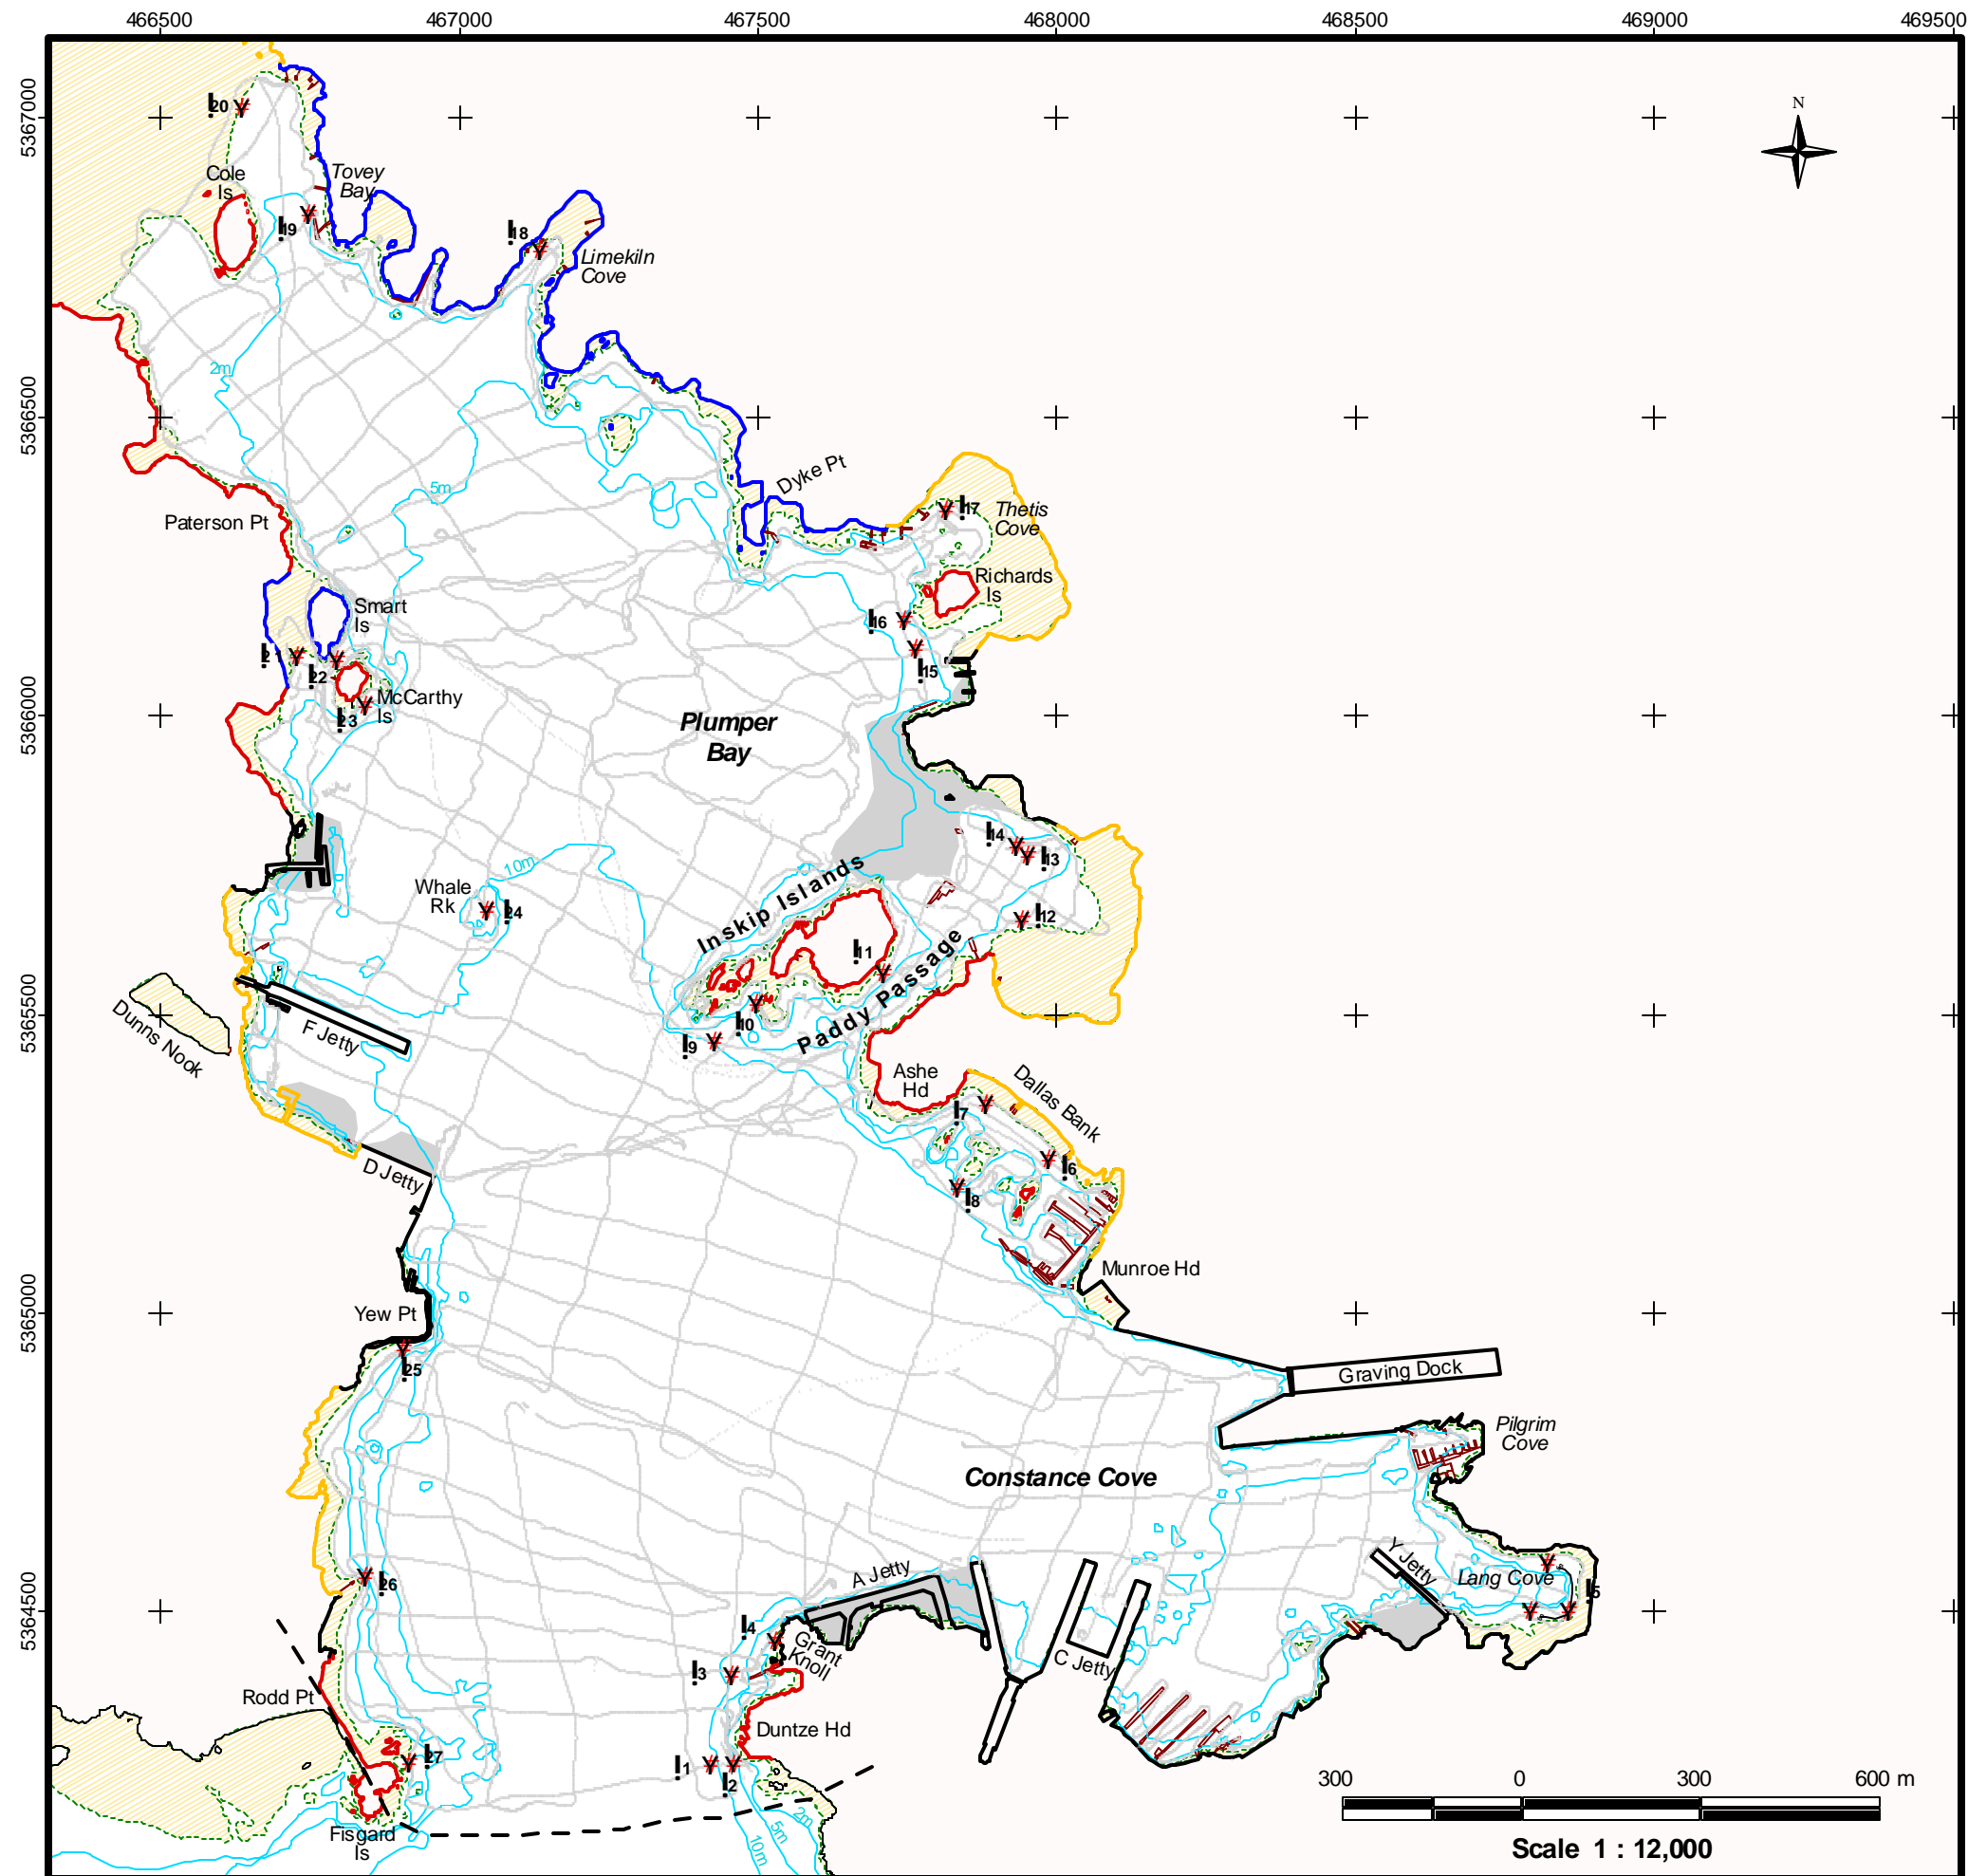 466500 467000 467500 468000 468500 469000 469500
5367000
5366500
5366000
5365500
5365000
5364500
N
20
Cole
Is
Tovey
Bay
19
18
Limekiln
Cove
2m
5m
Paterson Pt
Dyke Pt
17
Thetis
Cove
Richards
Is
16
15
Smart
Is
21
22
McCarthy
Is
23
Plumper
Bay
14
13
10m
Whale
Rk
24
Inskip Islands
12
11
Paddy Passage
10
9
Dunns Nook
F Jetty
Ashe
Hd
Dallas Bank
7
6
8
D Jetty
Munroe Hd
Yew Pt
25
Graving Dock
Pilgrim
Cove
Constance Cove
26
A Jetty
Y Jetty
Lang Cove
5
4
Grant
Knoll
3
C Jetty
Rodd Pt
Duntze Hd
27
1
2
2m
5m
10m
Fisgard
Is
300 0 300 600 m
Scale 1 : 12,000